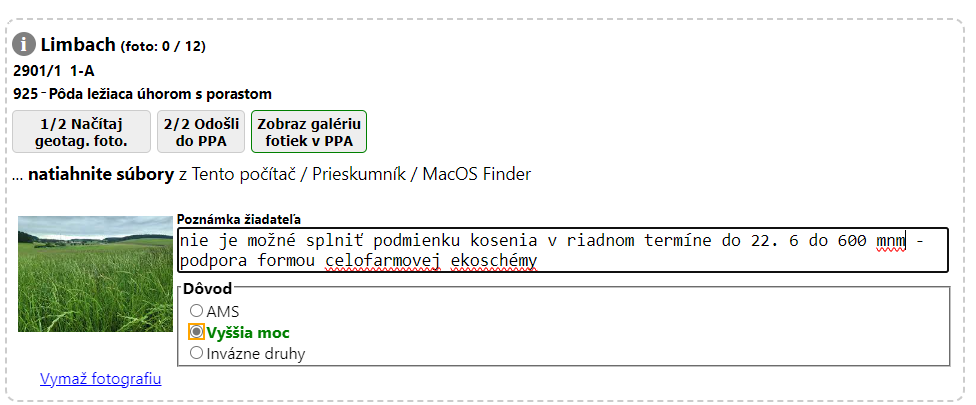 i Limbach (foto: 0 / 12)
2901/1 1-A
925 - Pôda ležiaca úhorom s porastom
1/2 Načítaj geotag. foto.
2/2 Odošli do PPA
Zobraz galériu fotiek v PPA
... natiahnite súbory z Tento počítač / Prieskumník / MacOS Finder
Poznámka žiadateľa
nie je možné splniť podmienku kosenia v riadnom termíne do 22. 6 do 600 mnm -
podpora formou celofarmovej ekoschémy
Dôvod
AMS
Vyššia moc
Invázne druhy
Vymaž fotografiu